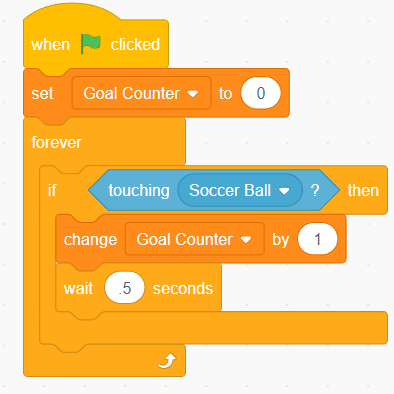 when clicked
set Goal Counter to 0
forever
if touching Soccer Ball ? then
change Goal Counter by 1
wait .5 seconds